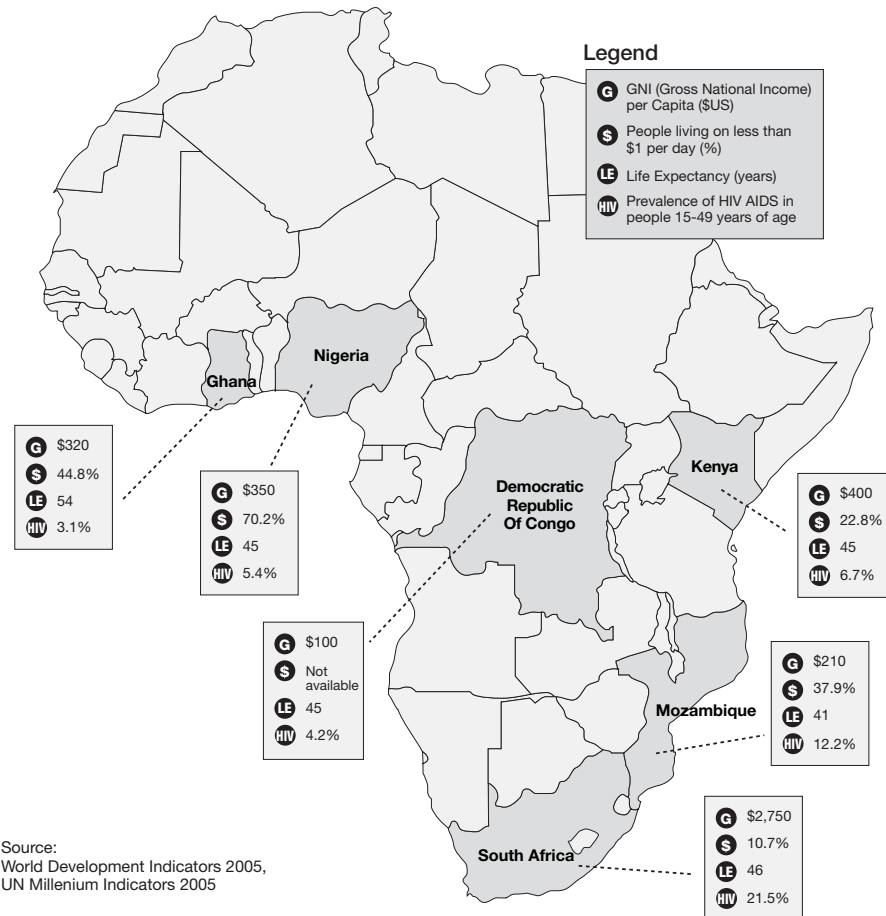 Legend
G GNI (Gross National Income)
per Capita ($US)
$ People living on less than
$1 per day (%)
LE Life Expectancy (years)
HIV Prevalence of HIV AIDS in
people 15-49 years of age
Nigeria
Ghana
G $320
$ 44.8%
LE 54
HIV 3.1%
G $350
$ 70.2%
LE 45
HIV 5.4%
Democratic
Republic
Of Congo
Kenya
G $400
$ 22.8%
LE 45
HIV 6.7%
G $100
$ Not
available
LE 45
HIV 4.2%
Mozambique
G $210
$ 37.9%
LE 41
HIV 12.2%
South Africa
G $2,750
$ 10.7%
LE 46
HIV 21.5%
Source:
World Development Indicators 2005,
UN Millenium Indicators 2005